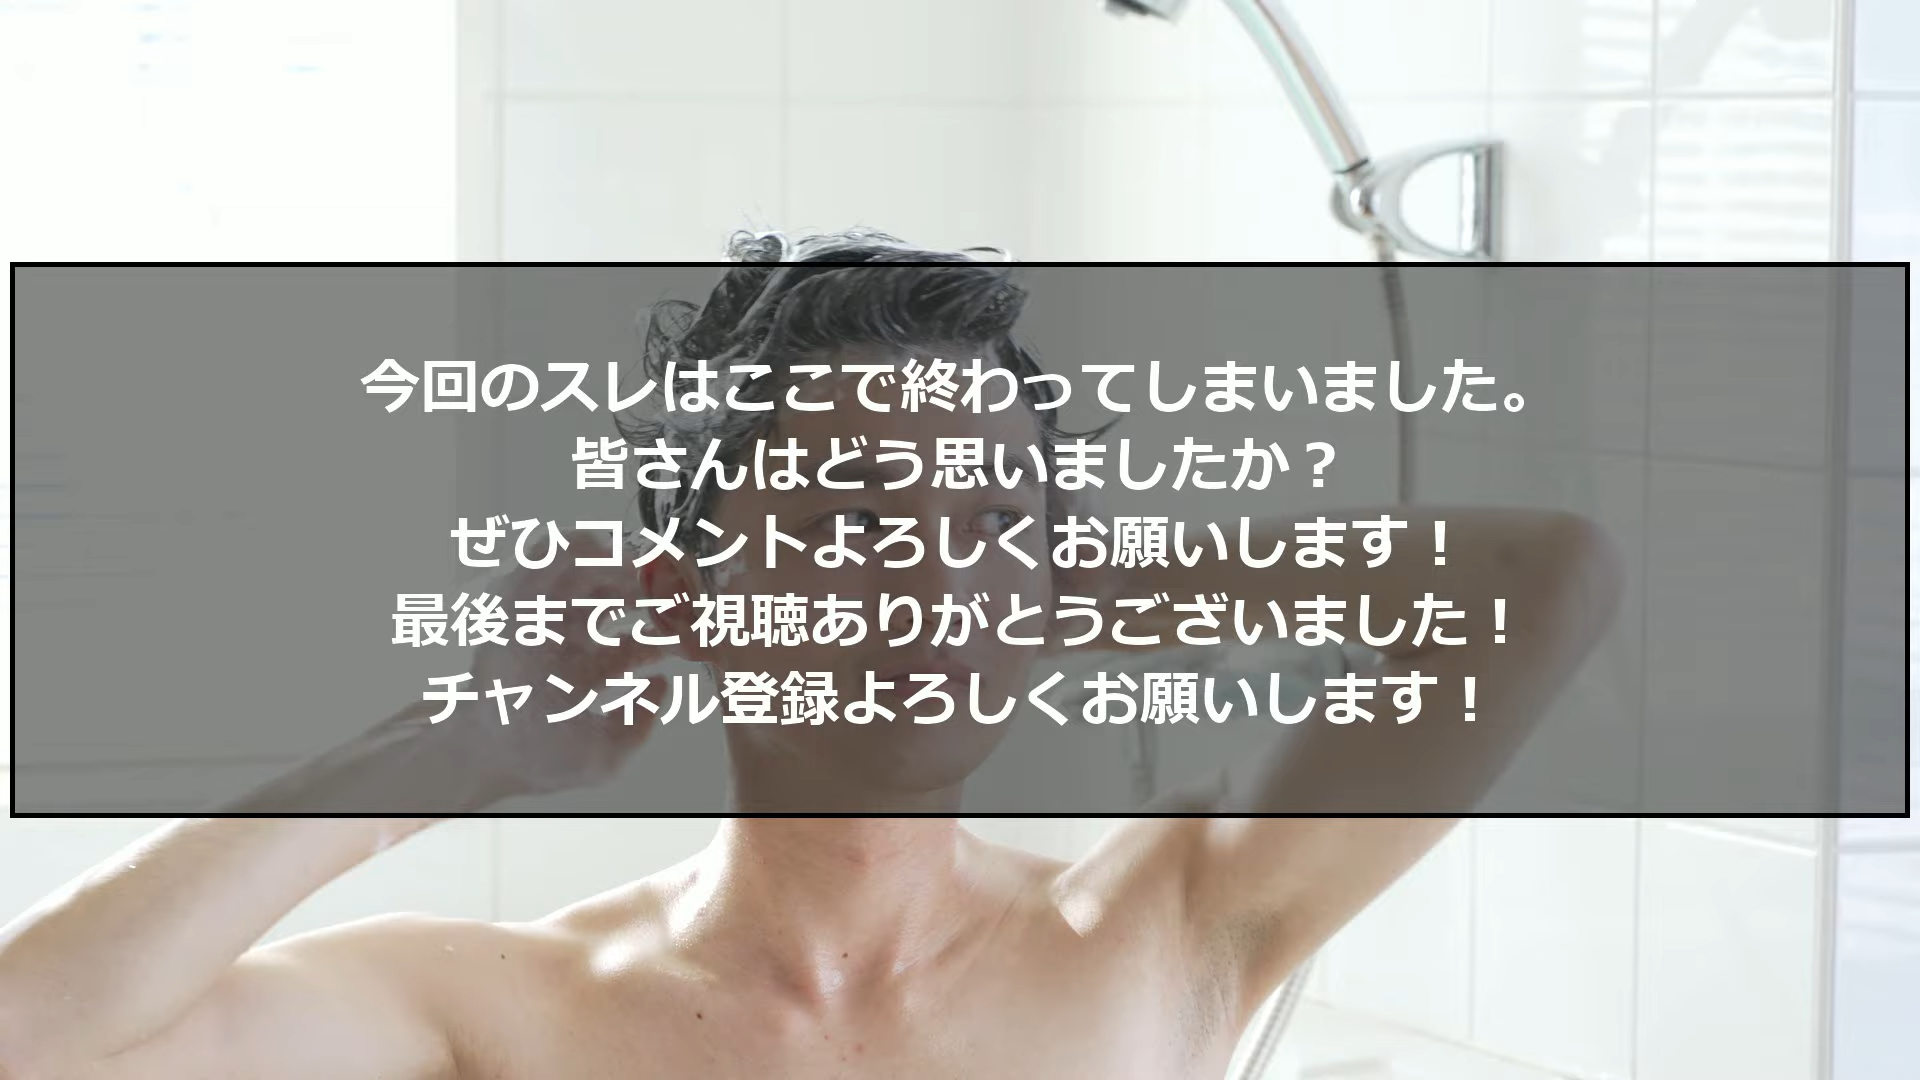 今回のスレはここで終わってしまいました。
皆さんはどう思いましたか？
ぜひコメントよろしくお願いします！
最後までご視聴ありがとうございました！
チャンネル登録よろしくお願いします！